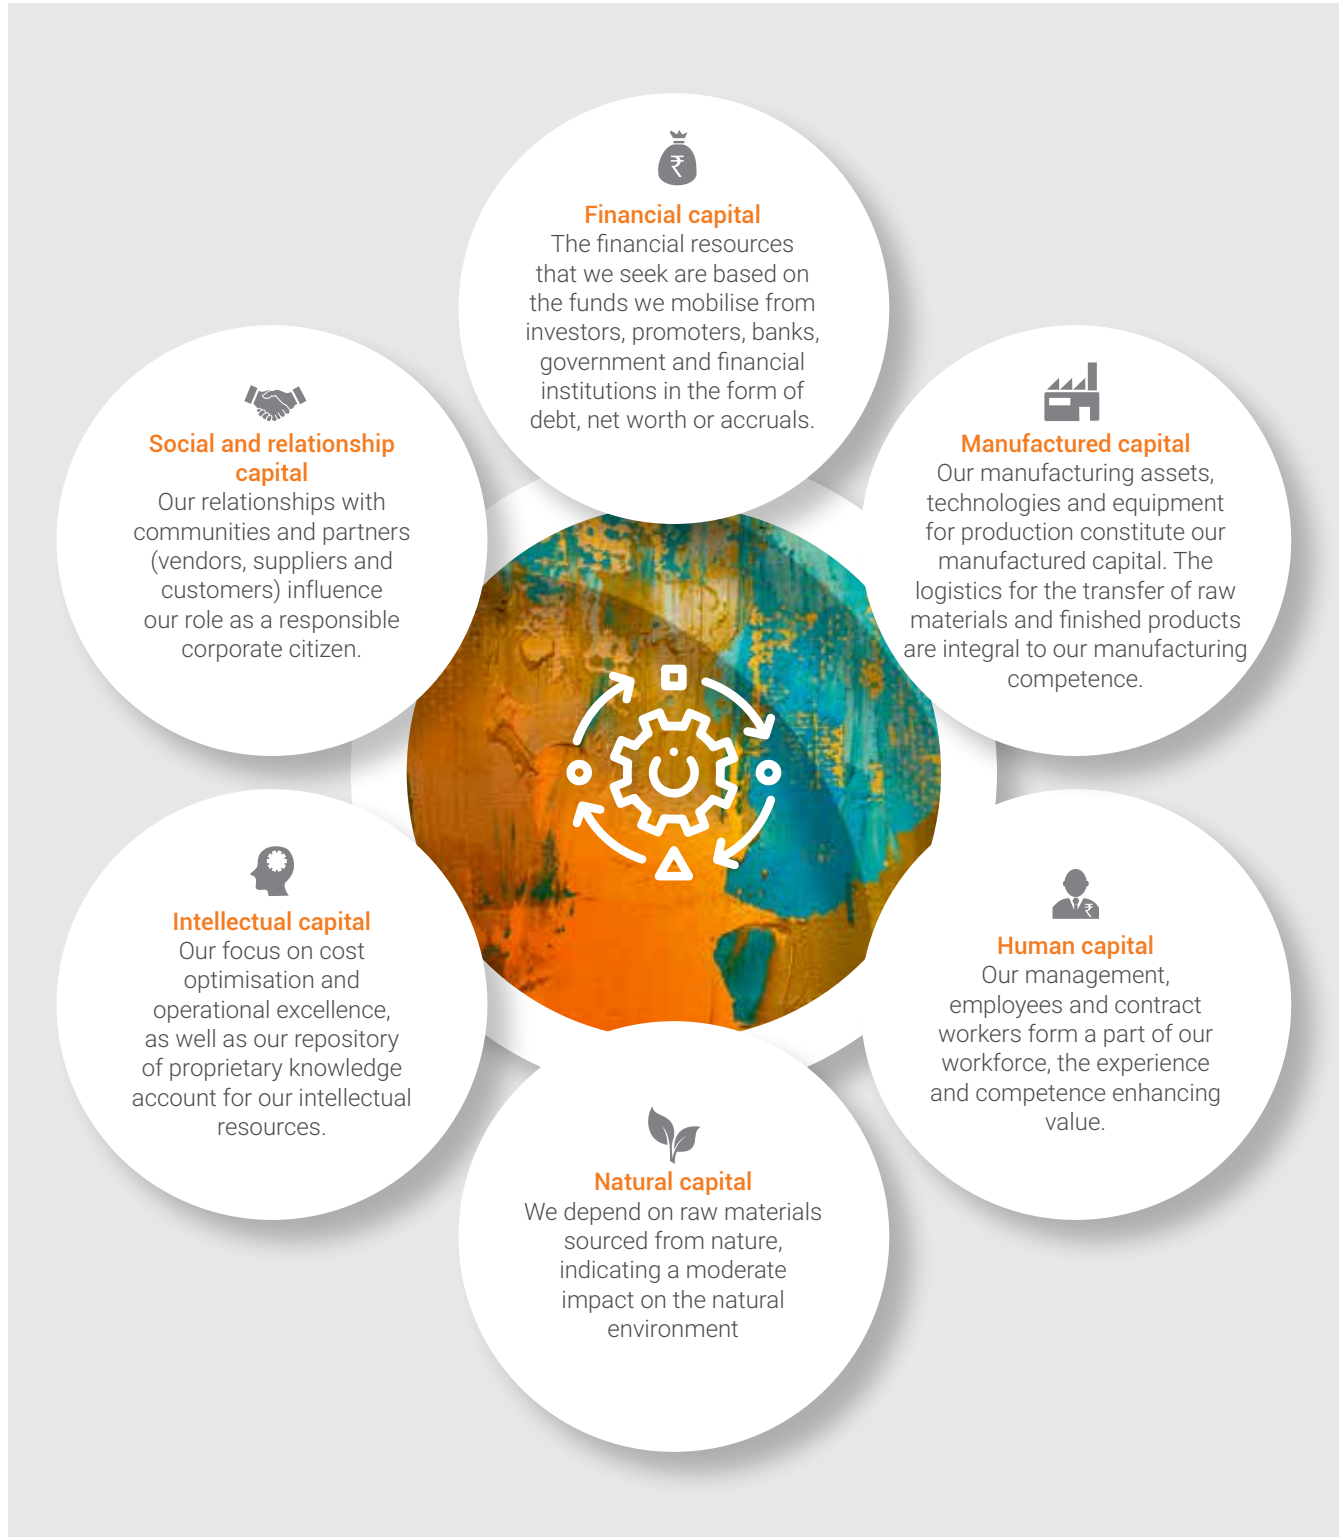 Financial capital
The financial resources
that we seek are based on
the funds we mobilise from
investors, promoters, banks,
government and financial
institutions in the form of
debt, net worth or accruals.
Manufactured capital
Our manufacturing assets,
technologies and equipment
for production constitute our
manufactured capital. The
logistics for the transfer of raw
materials and finished products
are integral to our manufacturing
competence.
Human capital
Our management,
employees and contract
workers form a part of our
workforce, the experience
and competence enhancing
value.
Natural capital
We depend on raw materials
sourced from nature,
indicating a moderate
impact on the natural
environment
Intellectual capital
Our focus on cost
optimisation and
operational excellence,
as well as our repository
of proprietary knowledge
account for our intellectual
resources.
Social and relationship
capital
Our relationships with
communities and partners
(vendors, suppliers and
customers) influence
our role as a responsible
corporate citizen.